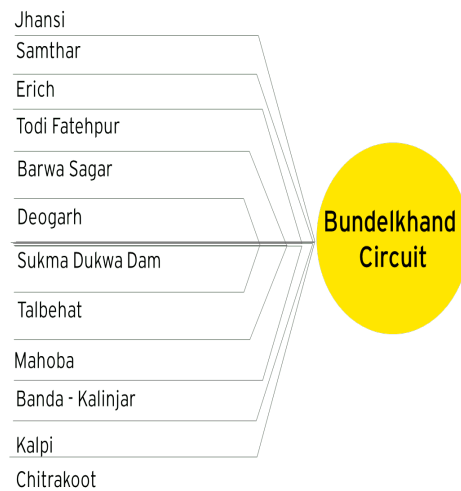 Jhansi
Samthar
Erich
Todi Fatehpur
Barwa Sagar
Deogarh
Sukma Dukwa Dam
Talbehat
Mahoba
Banda - Kalinjar
Kalpi
Chitrakoot
Bundelkhand
Circuit